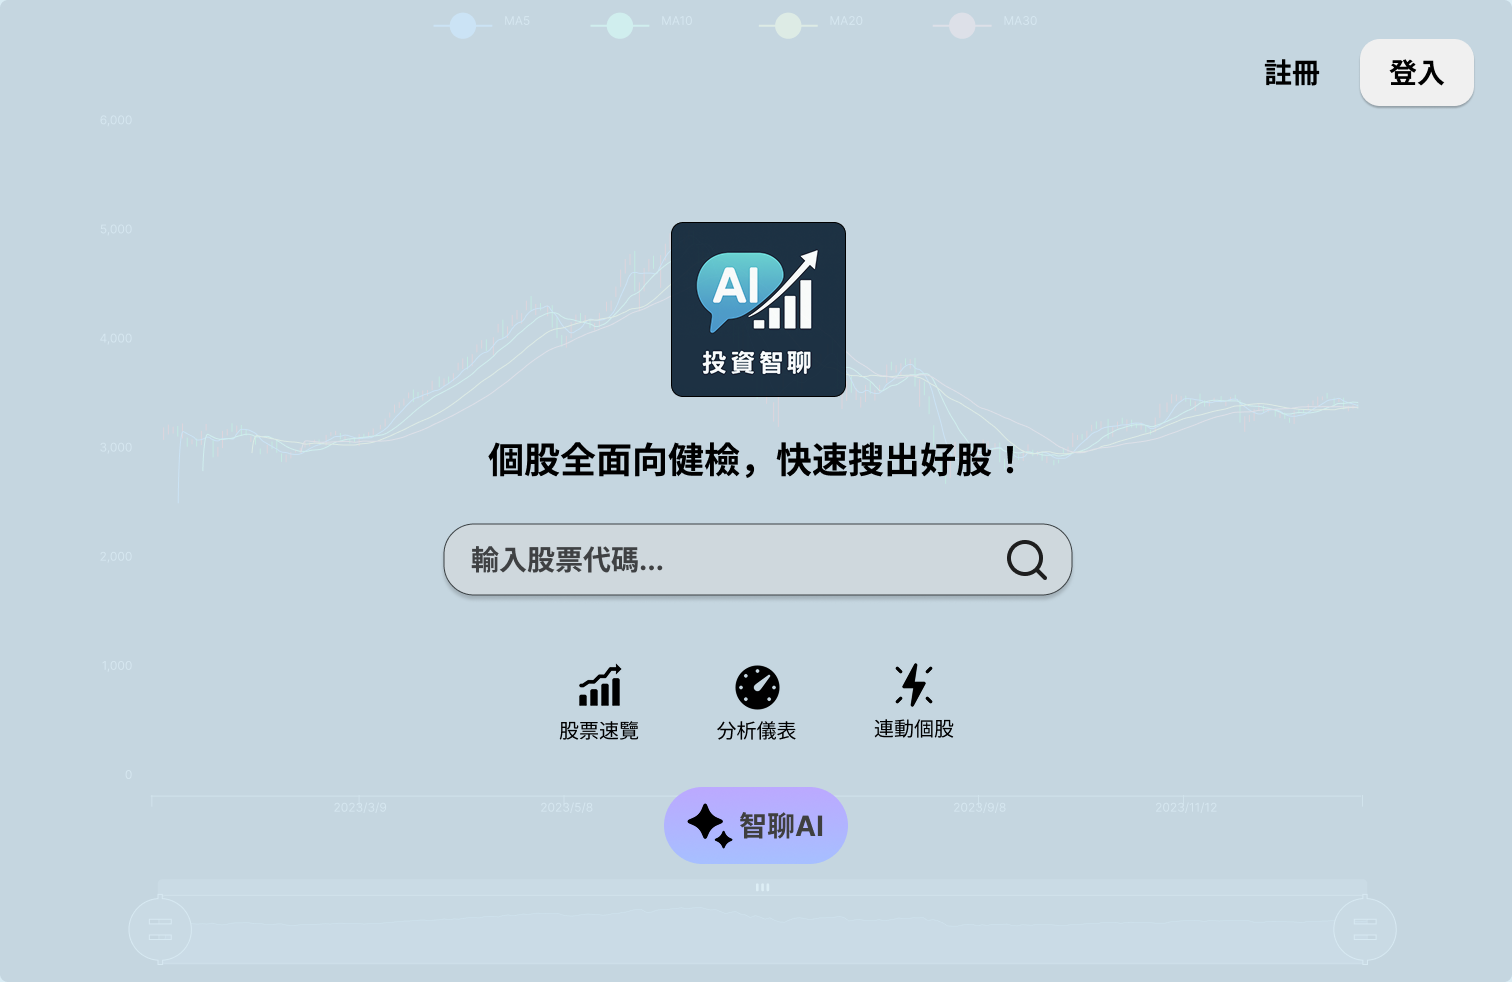 MA5
MA10
MA20
MA30
註冊
登入
6,000
5,000
4,000
3,000
2,000
1,000
0
AI
投資智聊
個股全面向健檢，快速搜出好股！
輸入股票代碼...
股票速覽
分析儀表
連動個股
2023/3/9
2023/5/8
2023/9/8
2023/11/12
智聊AI